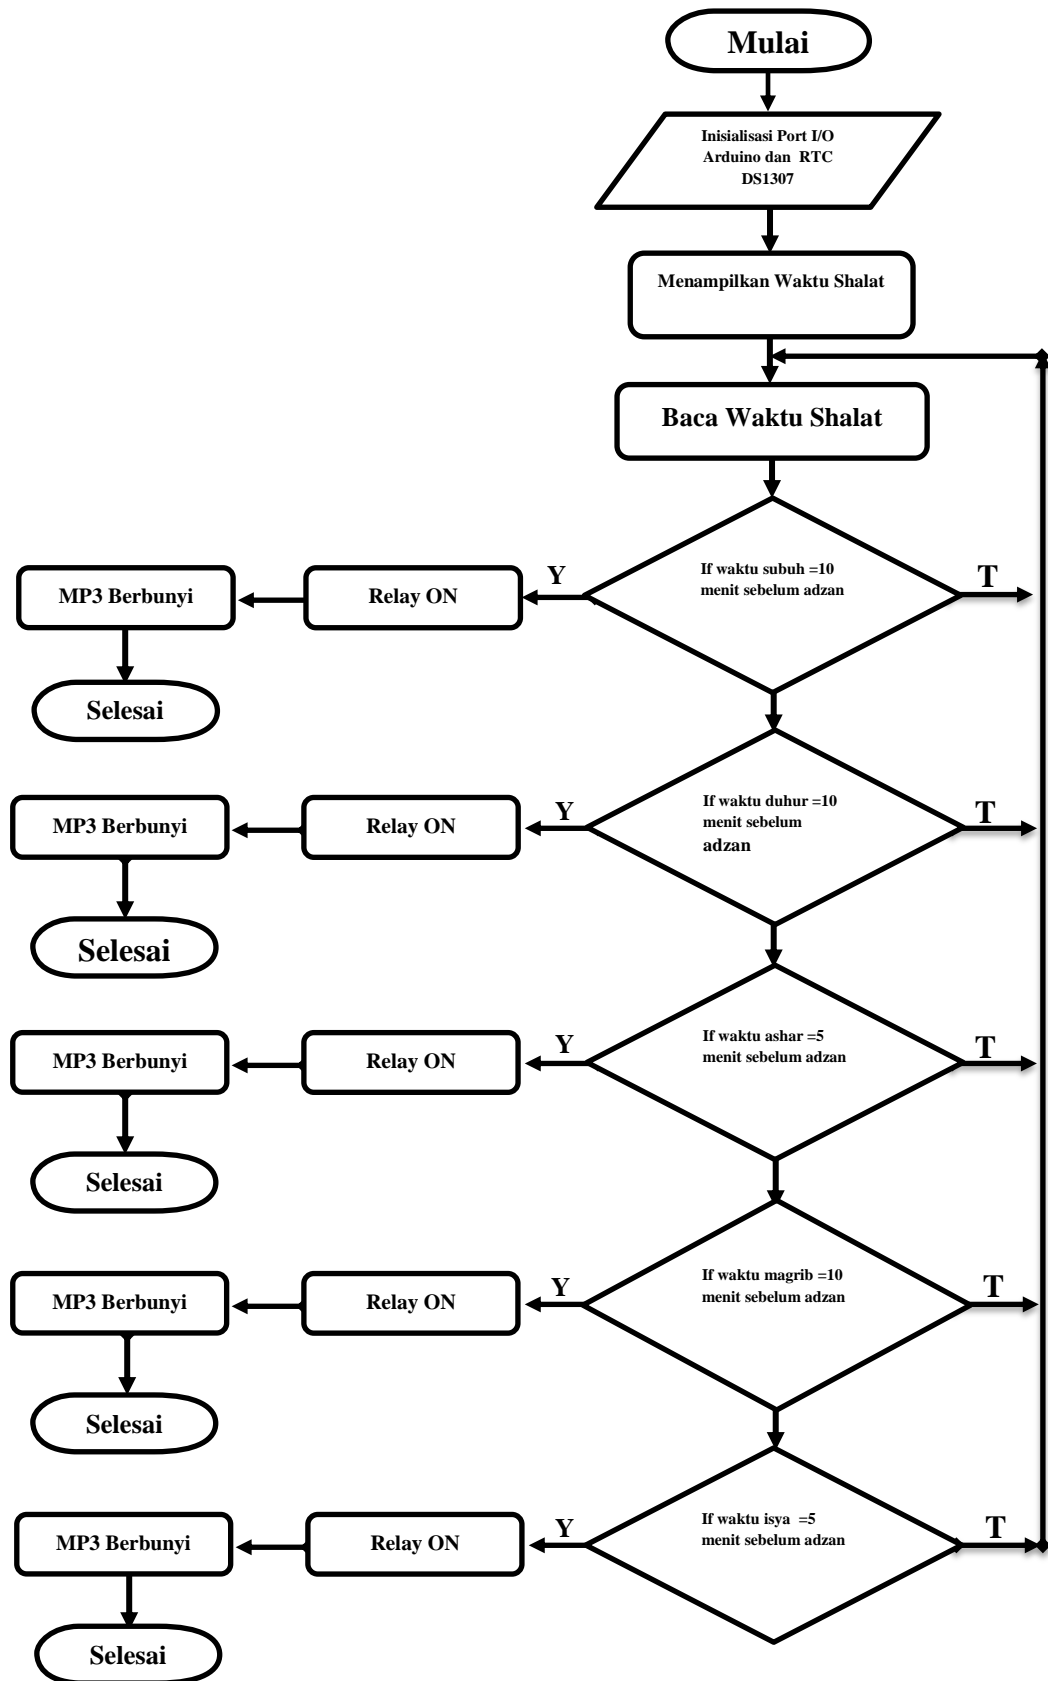 Mulai
Inisialisasi Port I/O
Arduino dan RTC
DS1307
Menampilkan Waktu Shalat
Baca Waktu Shalat
If waktu subuh =10
menit sebelum adzan
Y
T
Relay ON
MP3 Berbunyi
Selesai
If waktu duhur =10
menit sebelum
adzan
Y
T
Relay ON
MP3 Berbunyi
Selesai
If waktu ashar =5
menit sebelum adzan
Y
T
Relay ON
MP3 Berbunyi
Selesai
If waktu magrib =10
menit sebelum adzan
Y
T
Relay ON
MP3 Berbunyi
Selesai
If waktu isya =5
menit sebelum adzan
Y
T
Relay ON
MP3 Berbunyi
Selesai